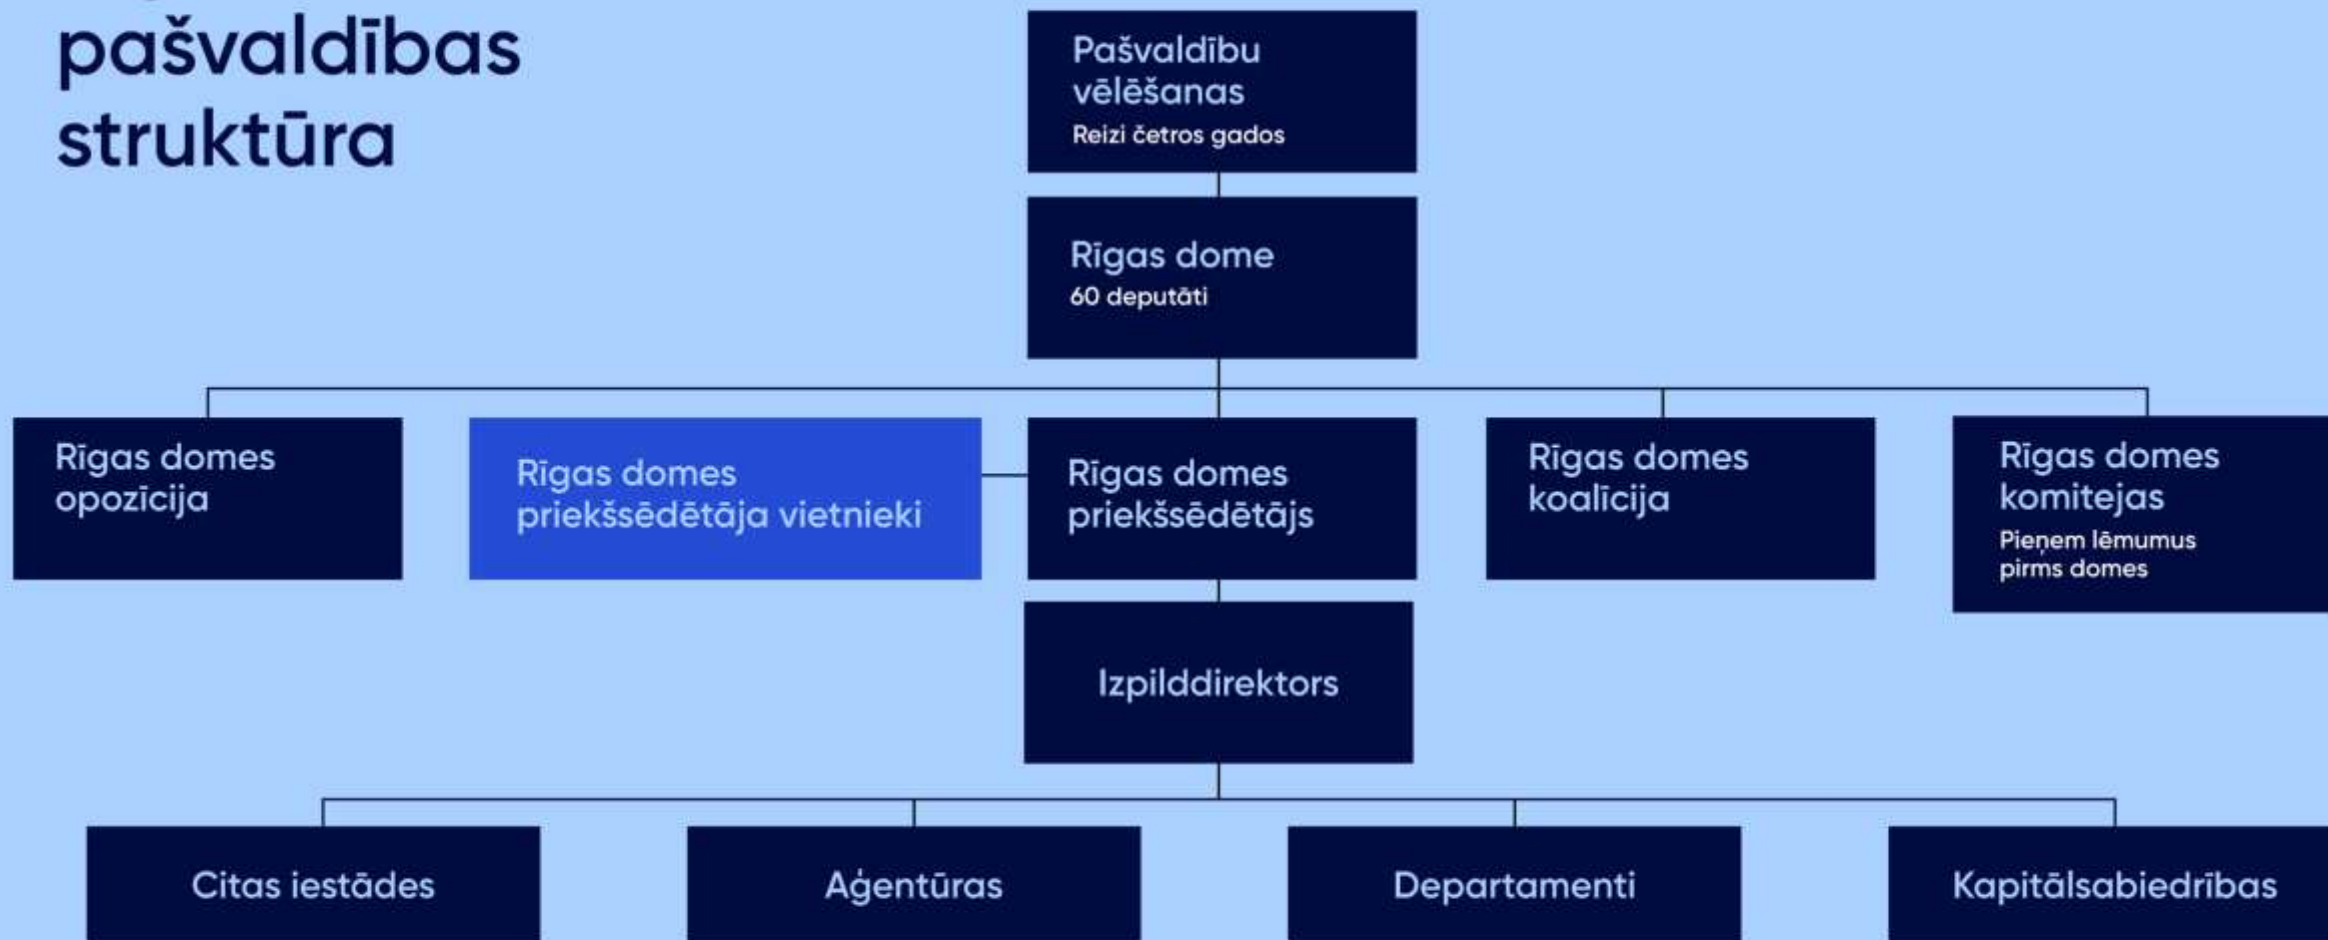 pašvaldības
struktūra
Pašvaldību
vēlēšanas
Reizi četros gados
Rīgas dome
60 deputāti
Rīgas domes
opozīcija
Rīgas domes
priekšsēdētāja vietnieki
Rīgas domes
priekšsēdētājs
Rīgas domes
koalīcija
Rīgas domes
komitejas
Pieņem lēmumus
pirms domes
Izpilddirektors
Citas iestādes
Aģentūras
Departamenti
Kapitālsabiedrības